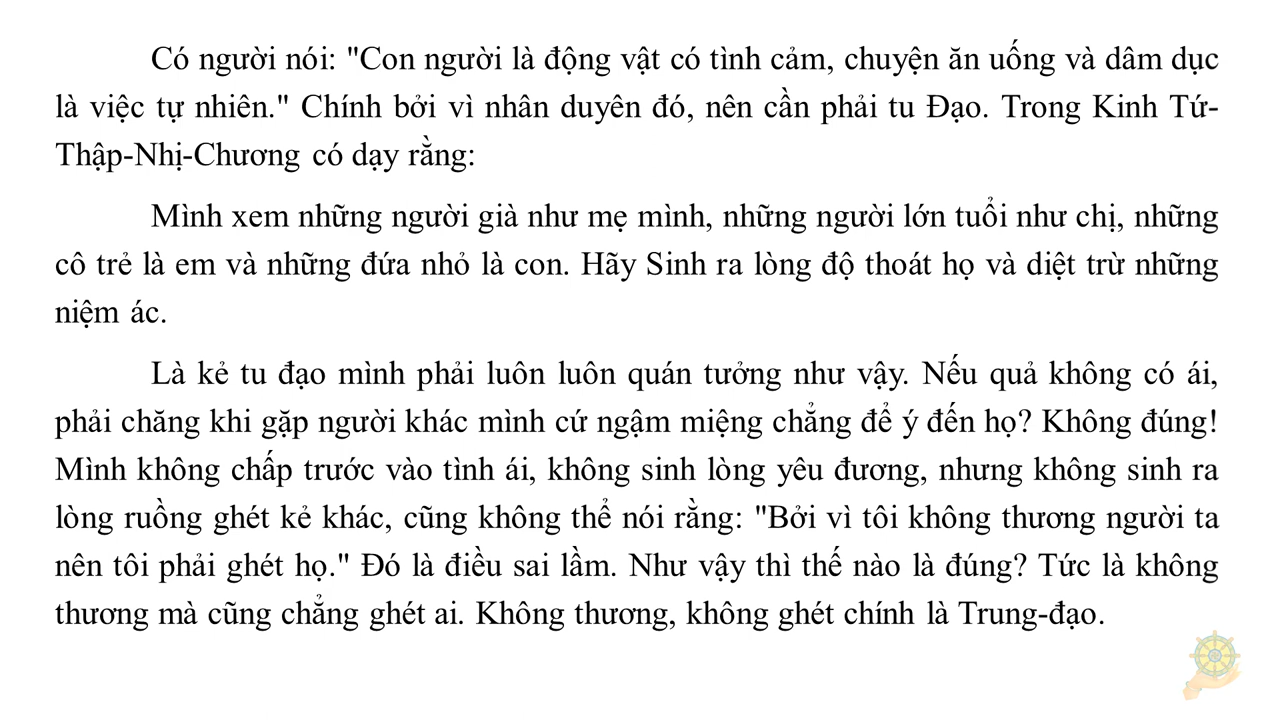 Có người nói: "Con người là động vật có tình cảm, chuyện ăn uống và dâm dục
là việc tự nhiên." Chính bởi vì nhân duyên đó, nên cần phải tu Đạo. Trong Kinh Tứ-
Thập-Nhị-Chương có dạy rằng:
Mình xem những người già như mẹ mình, những người lớn tuổi như chị, những
cô trẻ là em và những đứa nhỏ là con. Hãy Sinh ra lòng độ thoát họ và diệt trừ những
niệm ác.
Là kẻ tu đạo mình phải luôn luôn quán tưởng như vậy. Nếu quả không có ái,
phải chăng khi gặp người khác mình cứ ngậm miệng chẳng để ý đến họ? Không đúng!
Mình không chấp trước vào tình ái, không sinh lòng yêu đương, nhưng không sinh ra
lòng ruồng ghét kẻ khác, cũng không thể nói rằng: "Bởi vì tôi không thương người ta
nên tôi phải ghét họ." Đó là điều sai lầm. Như vậy thì thế nào là đúng? Tức là không
thương mà cũng chẳng ghét ai. Không thương, không ghét chính là Trung-đạo.